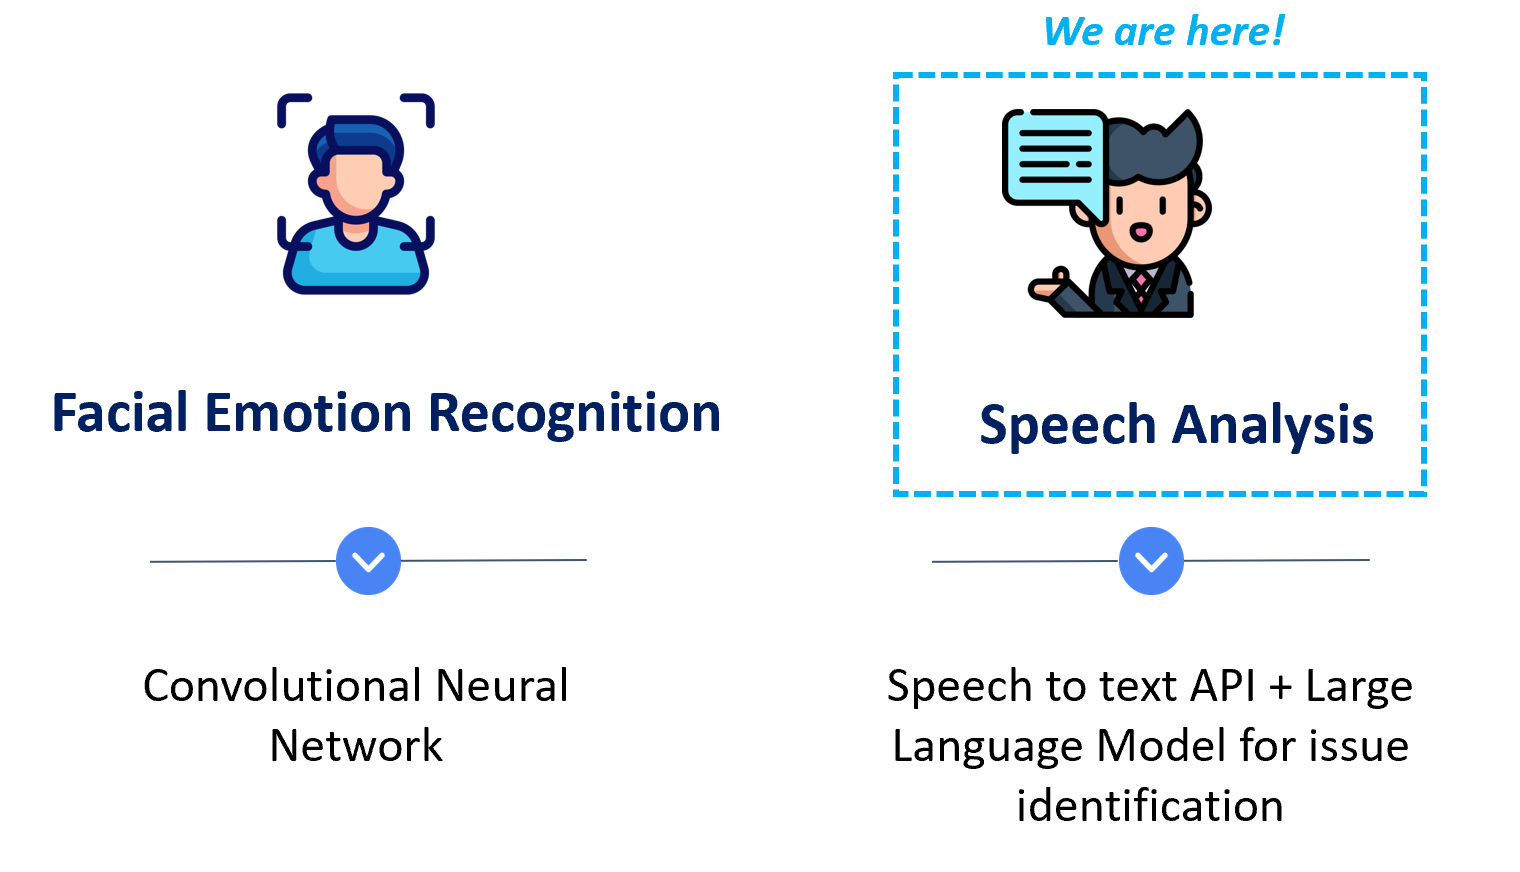 We are here!
Facial Emotion Recognition
Speech Analysis
Convolutional Neural
Network
Speech to text API + Large
Language Model for issue
identification